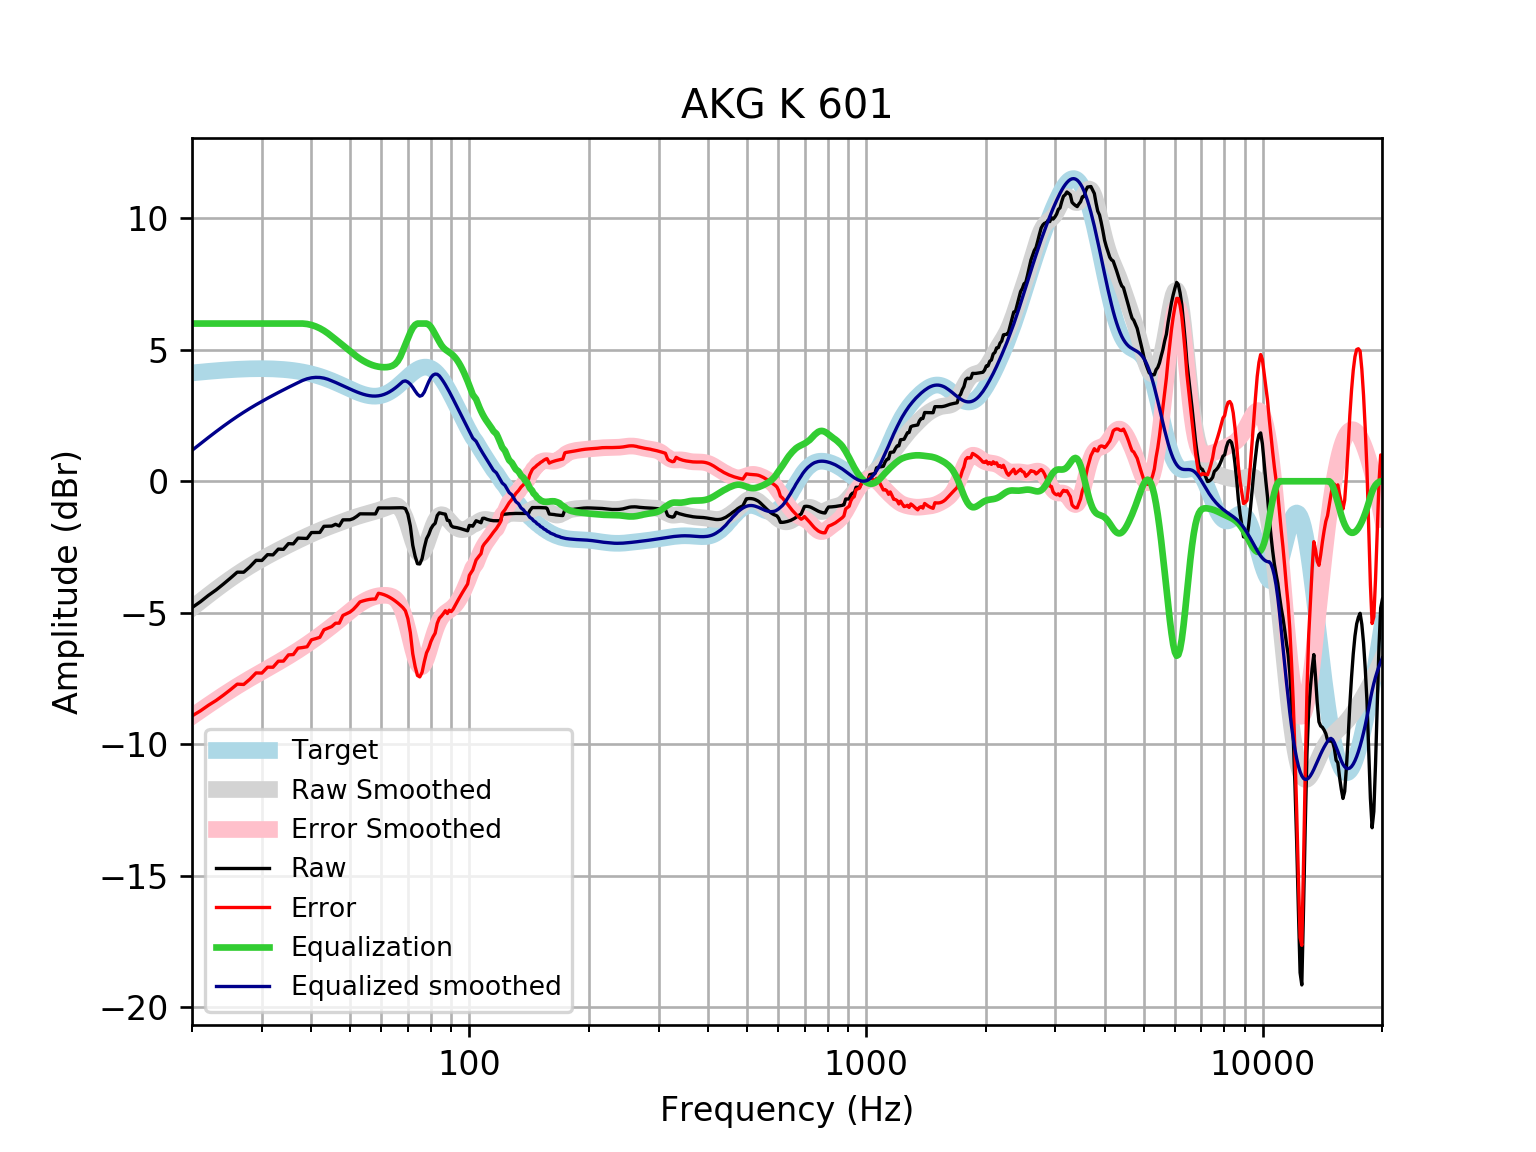 AKG K 601
Amplitude (dBr)
10
5
0
−5
−10
−15
−20
Target
Raw Smoothed
Error Smoothed
Raw
Error
Equalization
Equalized smoothed
100 1000 10000
Frequency (Hz)